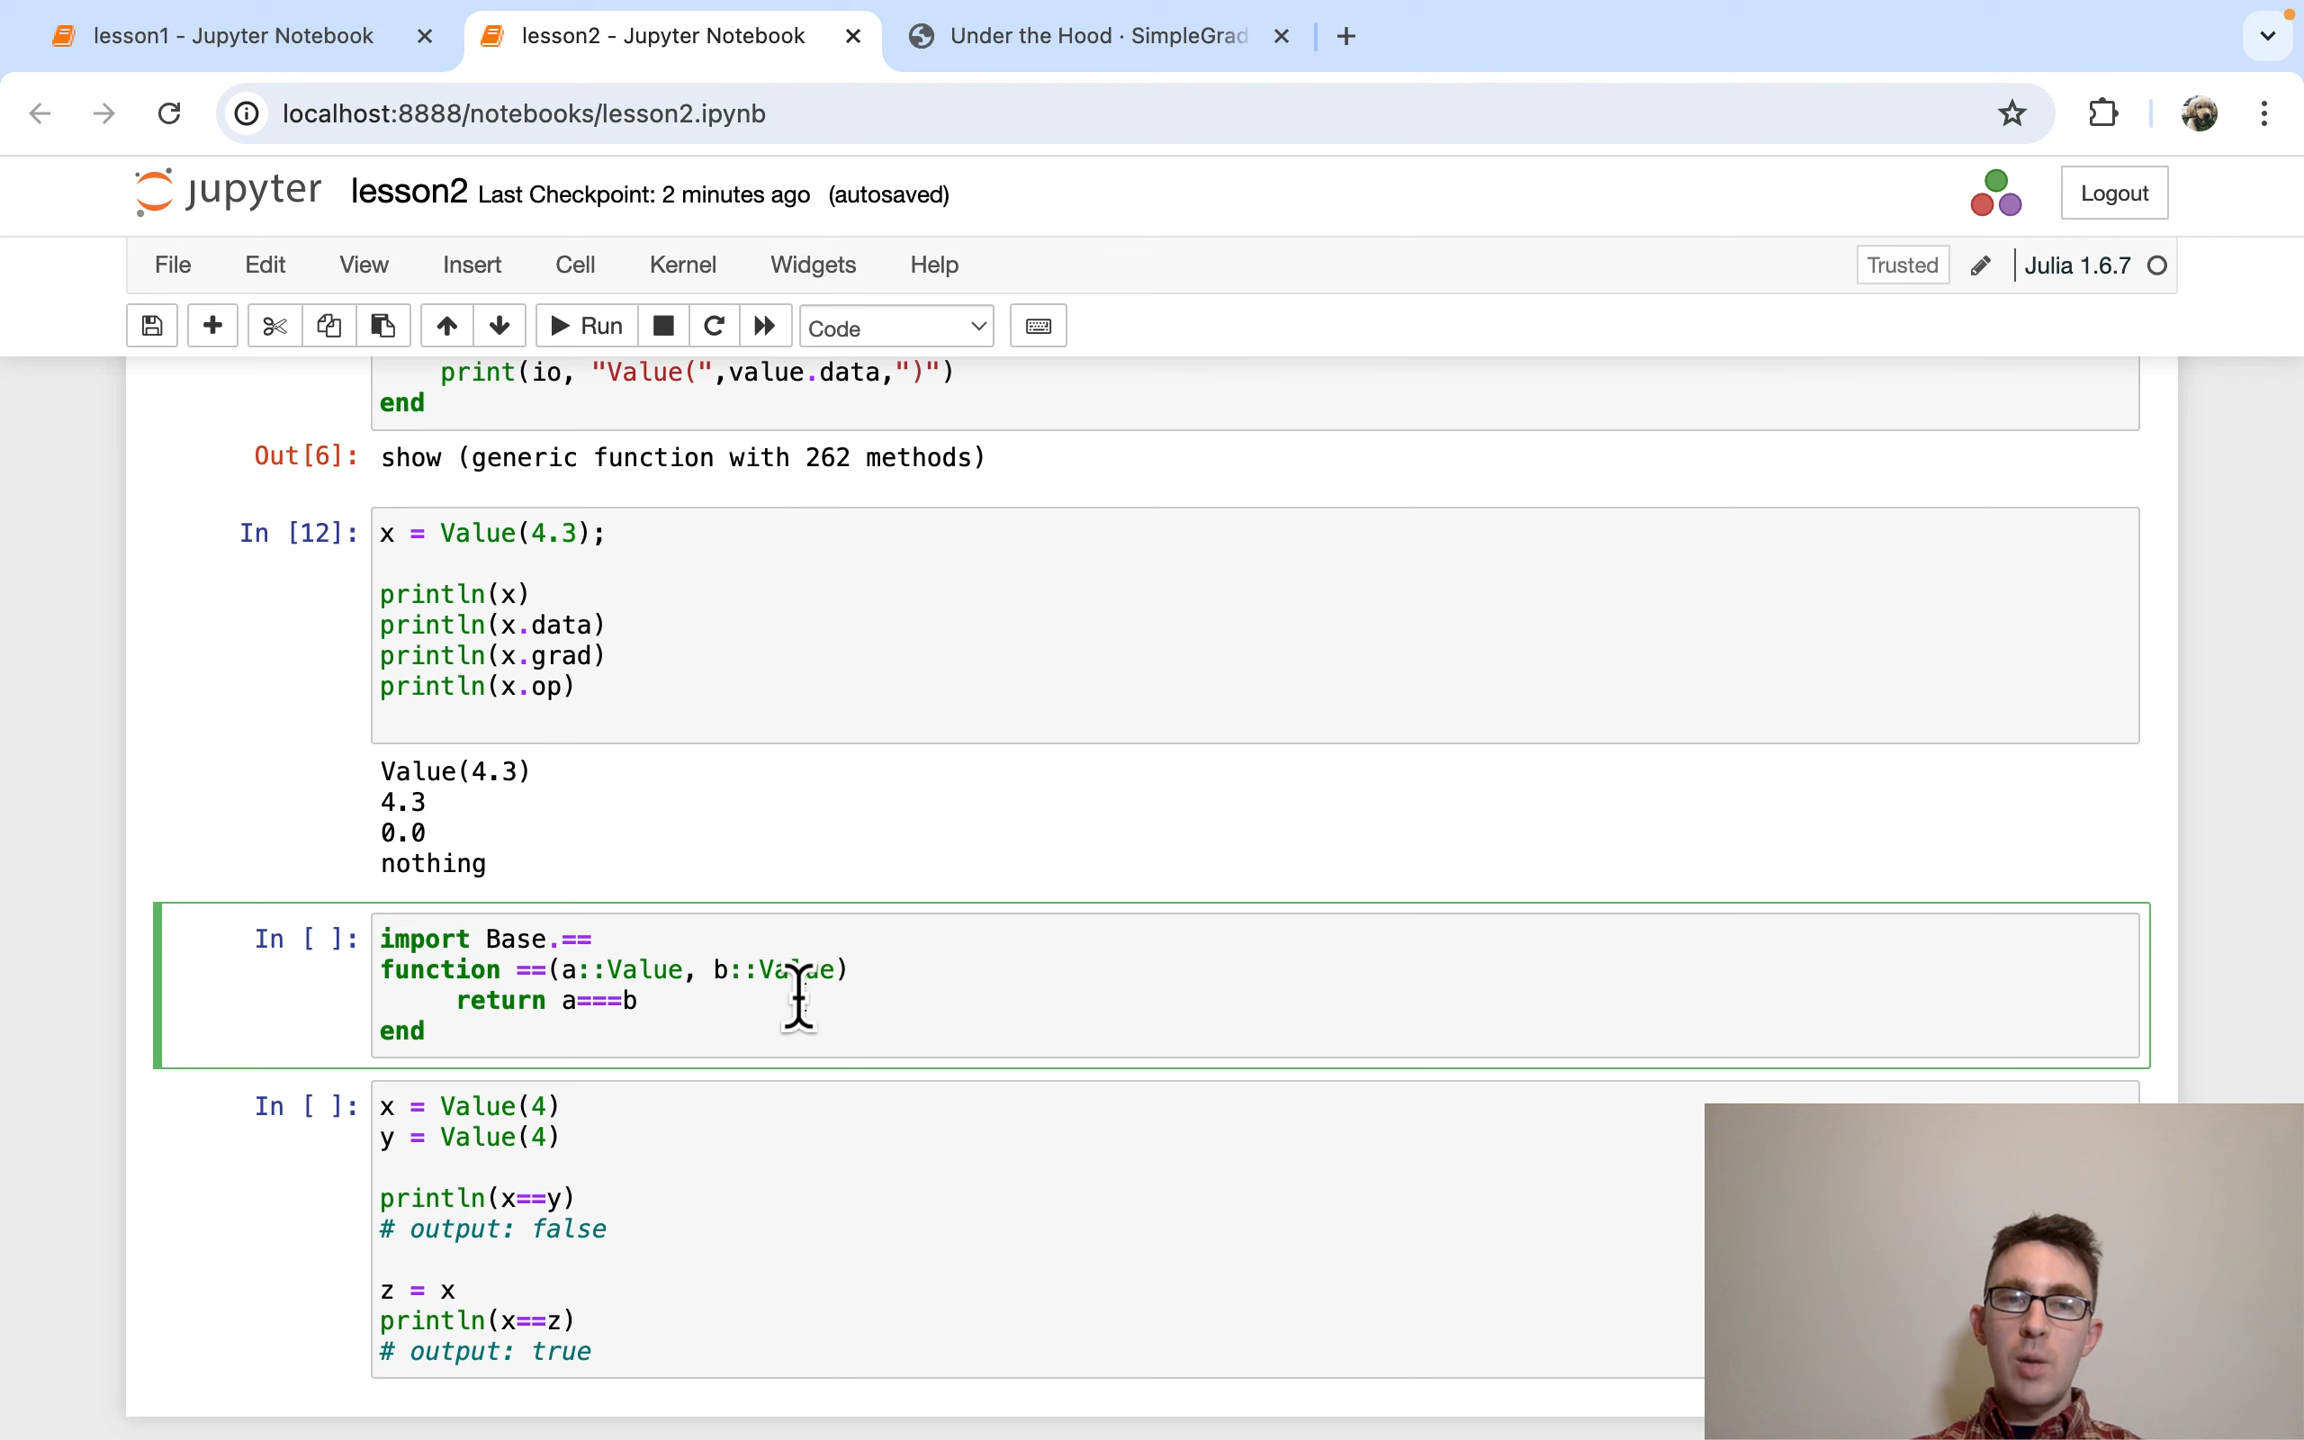 lesson1 - Jupyter Notebook
lesson2 - Jupyter Notebook
Under the Hood · SimpleGrad
localhost:8888/notebooks/lesson2.ipynb
jupyter lesson2 Last Checkpoint: 2 minutes ago (autosaved)
Logout
File Edit View Insert Cell Kernel Widgets Help
Trusted
Julia 1.6.7
Run
Code
print(io, "Value(",value.data,")")
end
Out[6]: show (generic function with 262 methods)
In [12]: x = Value(4.3);
println(x)
println(x.data)
println(x.grad)
println(x.op)
Value(4.3)
4.3
0.0
nothing
In [ ]: import Base.==
function ==(a::Value, b::Value)
return a===b
end
In [ ]: x = Value(4)
y = Value(4)
println(x==y)
# output: false
z = x
println(x==z)
# output: true